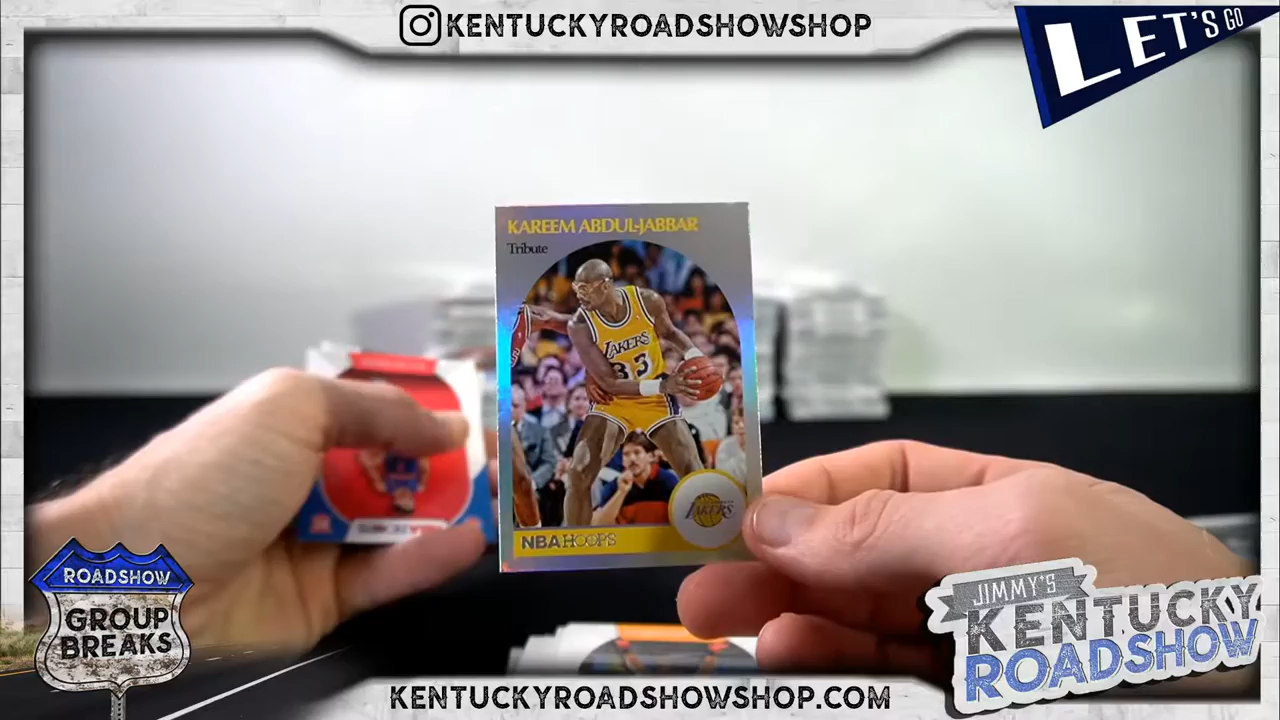 KENTUCKYROADSHOWSHOP
LET'S GO
KAREEM ABDUL-JABBAR
Tribute
LAKERS
33
LAKERS
NBA HOOPS
ROADSHOW
GROUP
BREAKS
JIMMY'S
KENTUCKY
ROADSHOW
KENTUCKYROADSHOWSHOP.COM